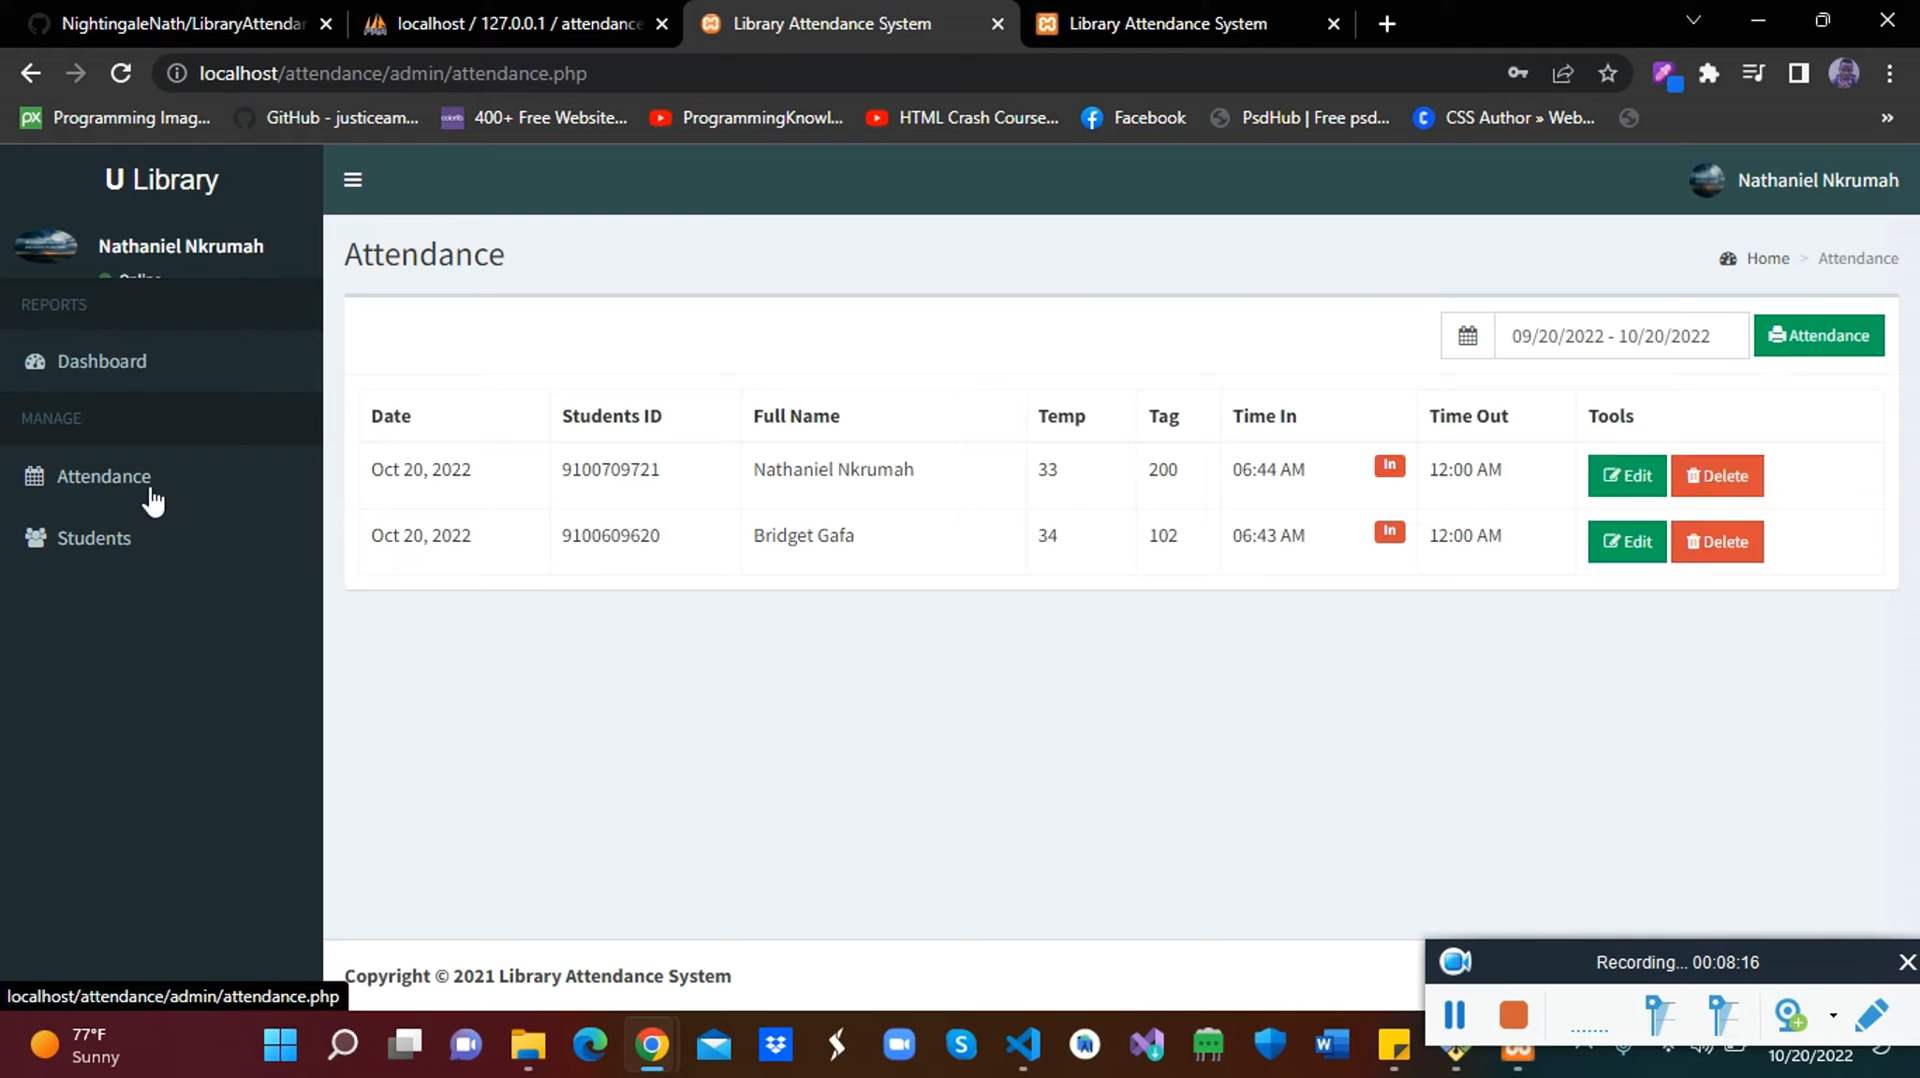 NightingaleNath/LibraryAttendar
localhost / 127.0.0.1 / attendance
Library Attendance System
Library Attendance System
localhost/attendance/admin/attendance.php
Programming Imag...
GitHub - justiceam...
400+ Free Website...
ProgrammingKnowl...
HTML Crash Course...
Facebook
PsdHub | Free psd...
CSS Author » Web...
»
U Library
Nathaniel Nkrumah
Nathaniel Nkrumah
Online
REPORTS
Dashboard
MANAGE
Attendance
Students
Attendance
Home > Attendance
09/20/2022 - 10/20/2022
Attendance
Date Students ID Full Name Temp Tag Time In Time Out Tools
Oct 20, 2022 9100709721 Nathaniel Nkrumah 33 200 06:44 AM In 12:00 AM Edit Delete
Oct 20, 2022 9100609620 Bridget Gafa 34 102 06:43 AM In 12:00 AM Edit Delete
Copyright © 2021 Library Attendance System
localhost/attendance/admin/attendance.php
Recording... 00:08:16
77°F
Sunny
10/20/2022